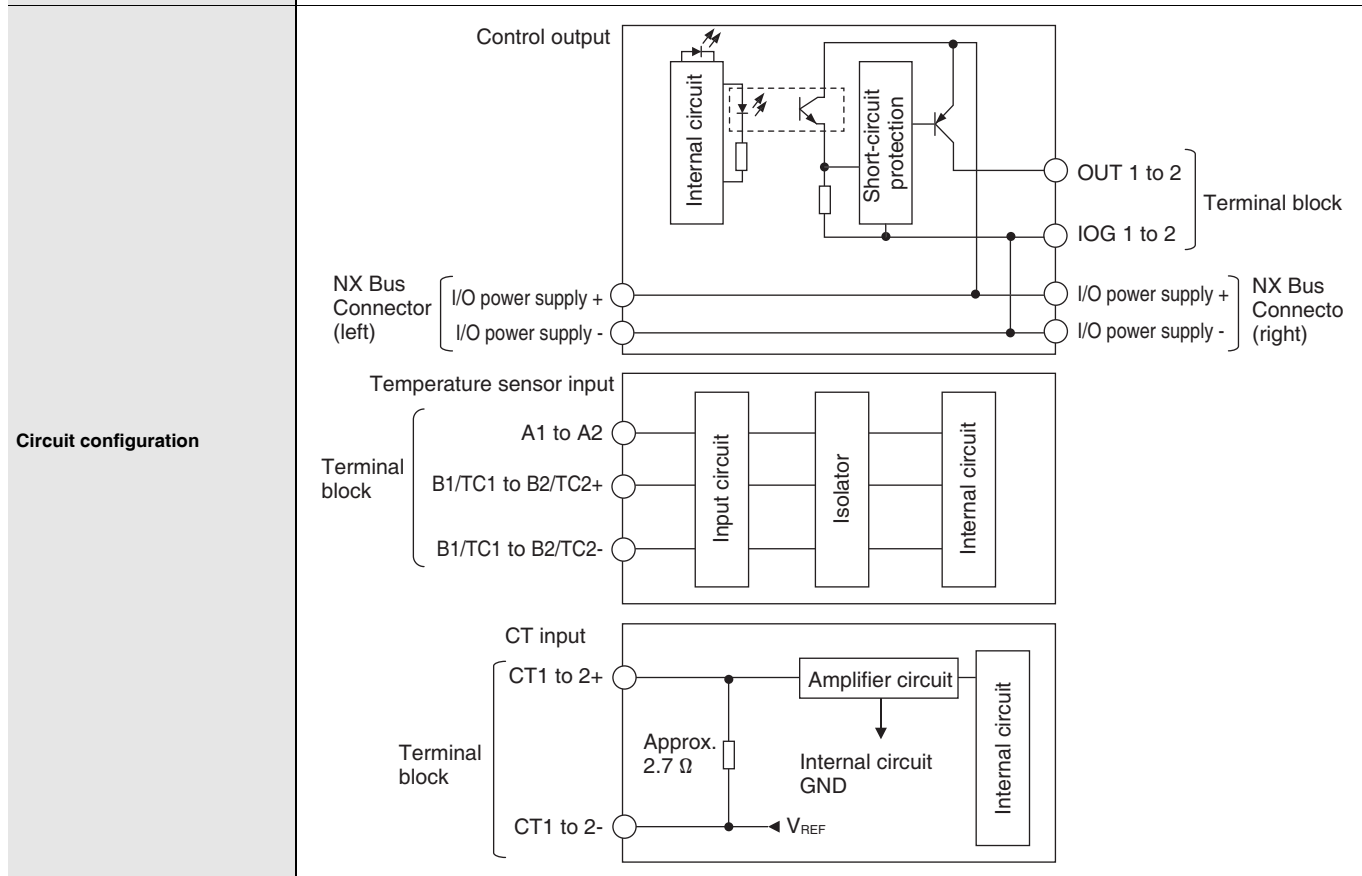 Circuit configuration
Control output
Internal circuit
Short-circuit
protection
OUT 1 to 2
IOG 1 to 2
Terminal block
NX Bus
Connector
(left)
I/O power supply +
I/O power supply -
I/O power supply +
I/O power supply -
NX Bus
Connecto
(right)
Temperature sensor input
Terminal
block
A1 to A2
B1/TC1 to B2/TC2+
B1/TC1 to B2/TC2-
Input circuit
Isolator
Internal circuit
CT input
Terminal
block
CT1 to 2+
CT1 to 2-
Approx.
2.7 Ω
Amplifier circuit
Internal circuit
GND
VREF
Internal circuit